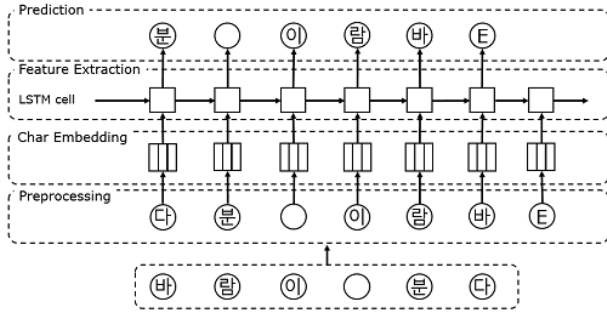 Prediction
분 이 람 바 E
Feature Extraction
LSTM cell
Char Embedding
Preprocessing
다 분 이 람 바 E
바 람 이 분 다